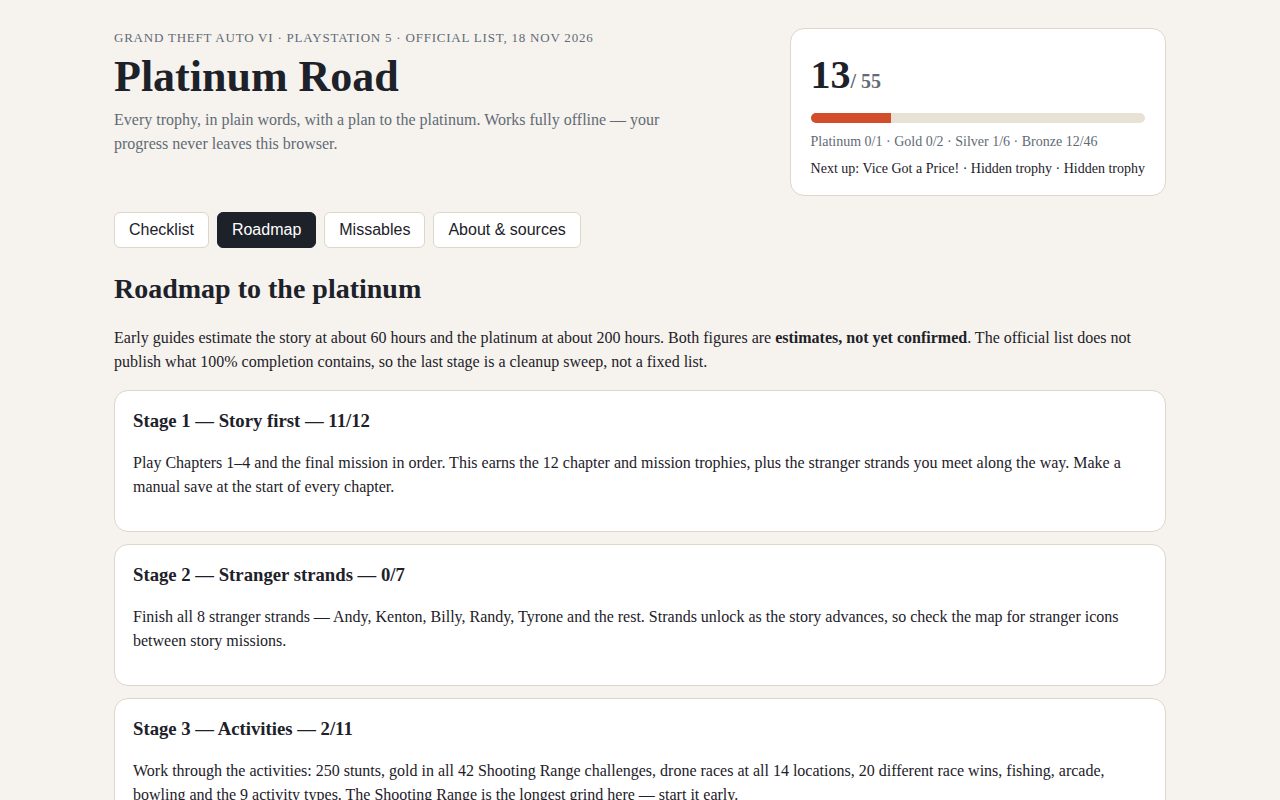 GRAND THEFT AUTO VI · PLAYSTATION 5 · OFFICIAL LIST, 18 NOV 2026
Platinum Road
Every trophy, in plain words, with a plan to the platinum. Works fully offline — your
progress never leaves this browser.
13/ 55
Platinum 0/1 · Gold 0/2 · Silver 1/6 · Bronze 12/46
Next up: Vice Got a Price! · Hidden trophy · Hidden trophy
Checklist
Roadmap
Missables
About & sources
Roadmap to the platinum
Early guides estimate the story at about 60 hours and the platinum at about 200 hours. Both figures are estimates, not yet confirmed. The official list does not
publish what 100% completion contains, so the last stage is a cleanup sweep, not a fixed list.
Stage 1 — Story first — 11/12
Play Chapters 1–4 and the final mission in order. This earns the 12 chapter and mission trophies, plus the stranger strands you meet along the way. Make a
manual save at the start of every chapter.
Stage 2 — Stranger strands — 0/7
Finish all 8 stranger strands — Andy, Kenton, Billy, Randy, Tyrone and the rest. Strands unlock as the story advances, so check the map for stranger icons
between story missions.
Stage 3 — Activities — 2/11
Work through the activities: 250 stunts, gold in all 42 Shooting Range challenges, drone races at all 14 locations, 20 different race wins, fishing, arcade,
bowling and the 9 activity types. The Shooting Range is the longest grind here — start it early.